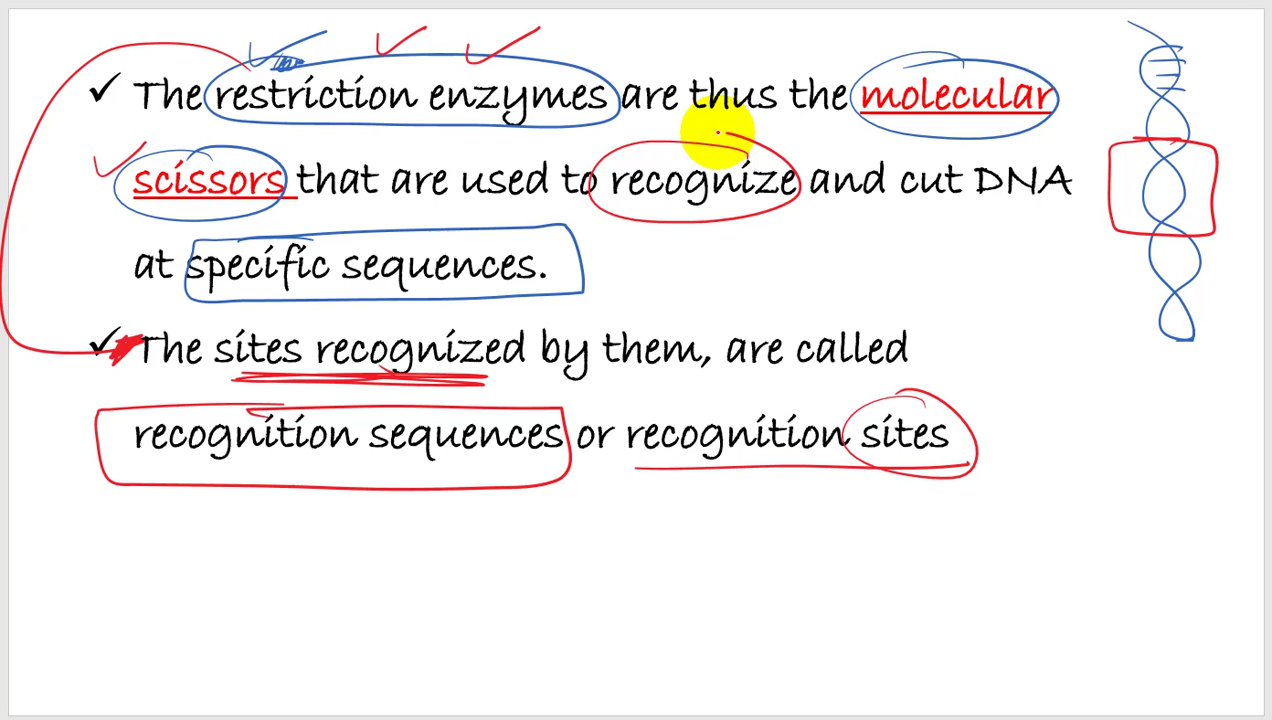 ✓ The restriction enzymes are thus the molecular
scissors that are used to recognize and cut DNA
at specific sequences.
✓ The sites recognized by them, are called
recognition sequences or recognition sites